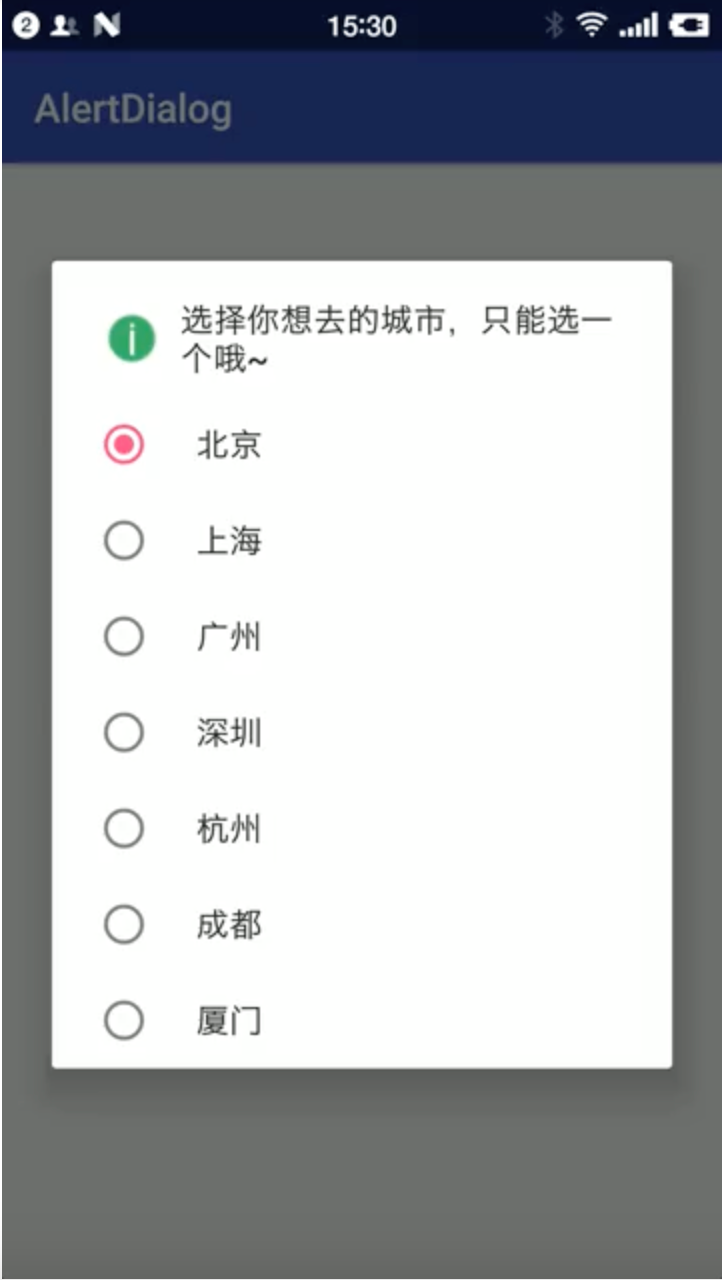 2 15:30
AlertDialog
选择你想去的城市，只能选一
个哦~
北京
上海
广州
深圳
杭州
成都
厦门